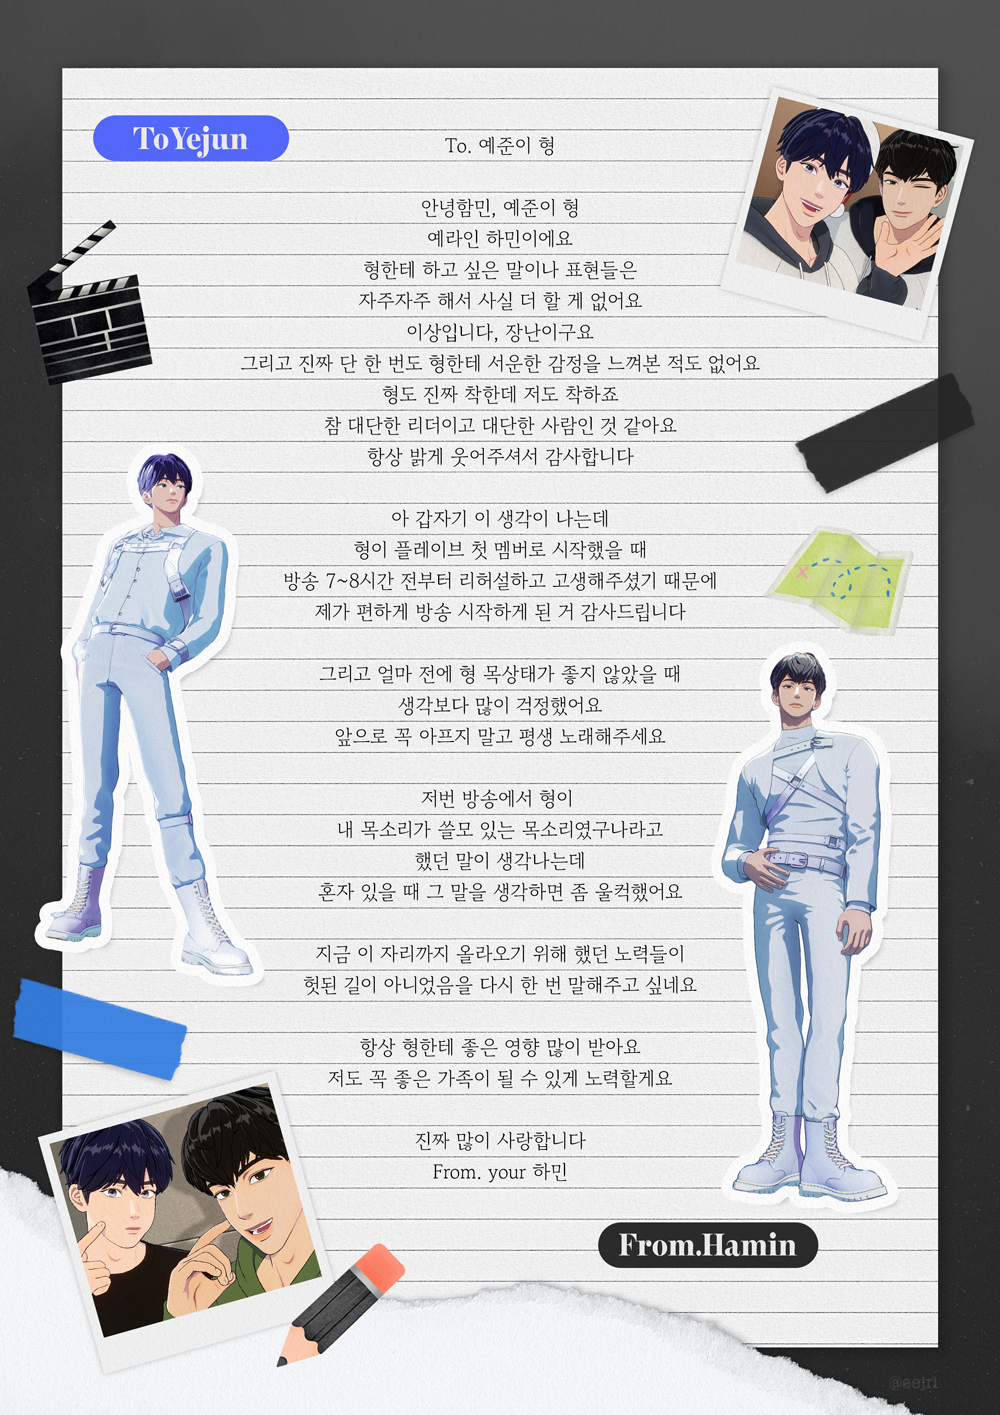 ToYejun
To. 예준이 형
안녕함민, 예준이 형
예라인 하민이에요
형한테 하고 싶은 말이나 표현들은
자주자주 해서 사실 더 할 게 없어요
이상입니다, 장난이구요
그리고 진짜 단 한 번도 형한테 서운한 감정을 느껴본 적도 없어요
형도 진짜 착한데 저도 착하죠
참 대단한 리더이고 대단한 사람인 것 같아요
항상 밝게 웃어주셔서 감사합니다
아 갑자기 이 생각이 나는데
형이 플레이브 첫 멤버로 시작했을 때
방송 7~8시간 전부터 리허설하고 고생해주셨기 때문에
제가 편하게 방송 시작하게 된 거 감사드립니다
그리고 얼마 전에 형 목상태가 좋지 않았을 때
생각보다 많이 걱정했어요
앞으로 꼭 아프지 말고 평생 노래해주세요
저번 방송에서 형이
내 목소리가 쓸모 있는 목소리였구나라고
했던 말이 생각나는데
혼자 있을 때 그 말을 생각하면 좀 울컥했어요
지금 이 자리까지 올라오기 위해 했던 노력들이
헛된 길이 아니었음을 다시 한 번 말해주고 싶네요
항상 형한테 좋은 영향 많이 받아요
저도 꼭 좋은 가족이 될 수 있게 노력할게요
진짜 많이 사랑합니다
From. your 하민
From.Hamin
@eejrl